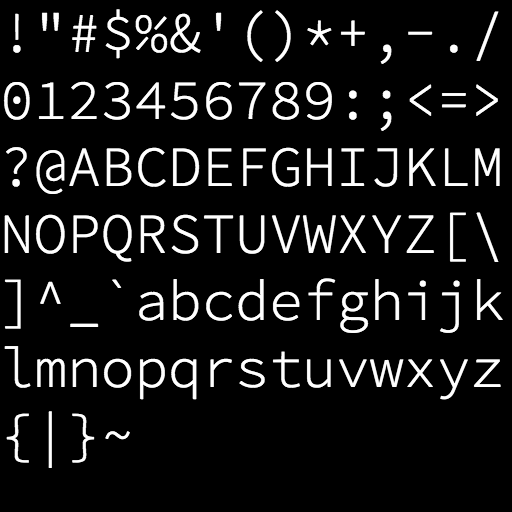 !"#$%&'()*+,-./
0123456789:;<=>
?@ABCDEFGHIJKLM
NOPQRSTUVWXYZ[\
]^_`abcdefghijk
lmnopqrstuvwxyz
{|}~